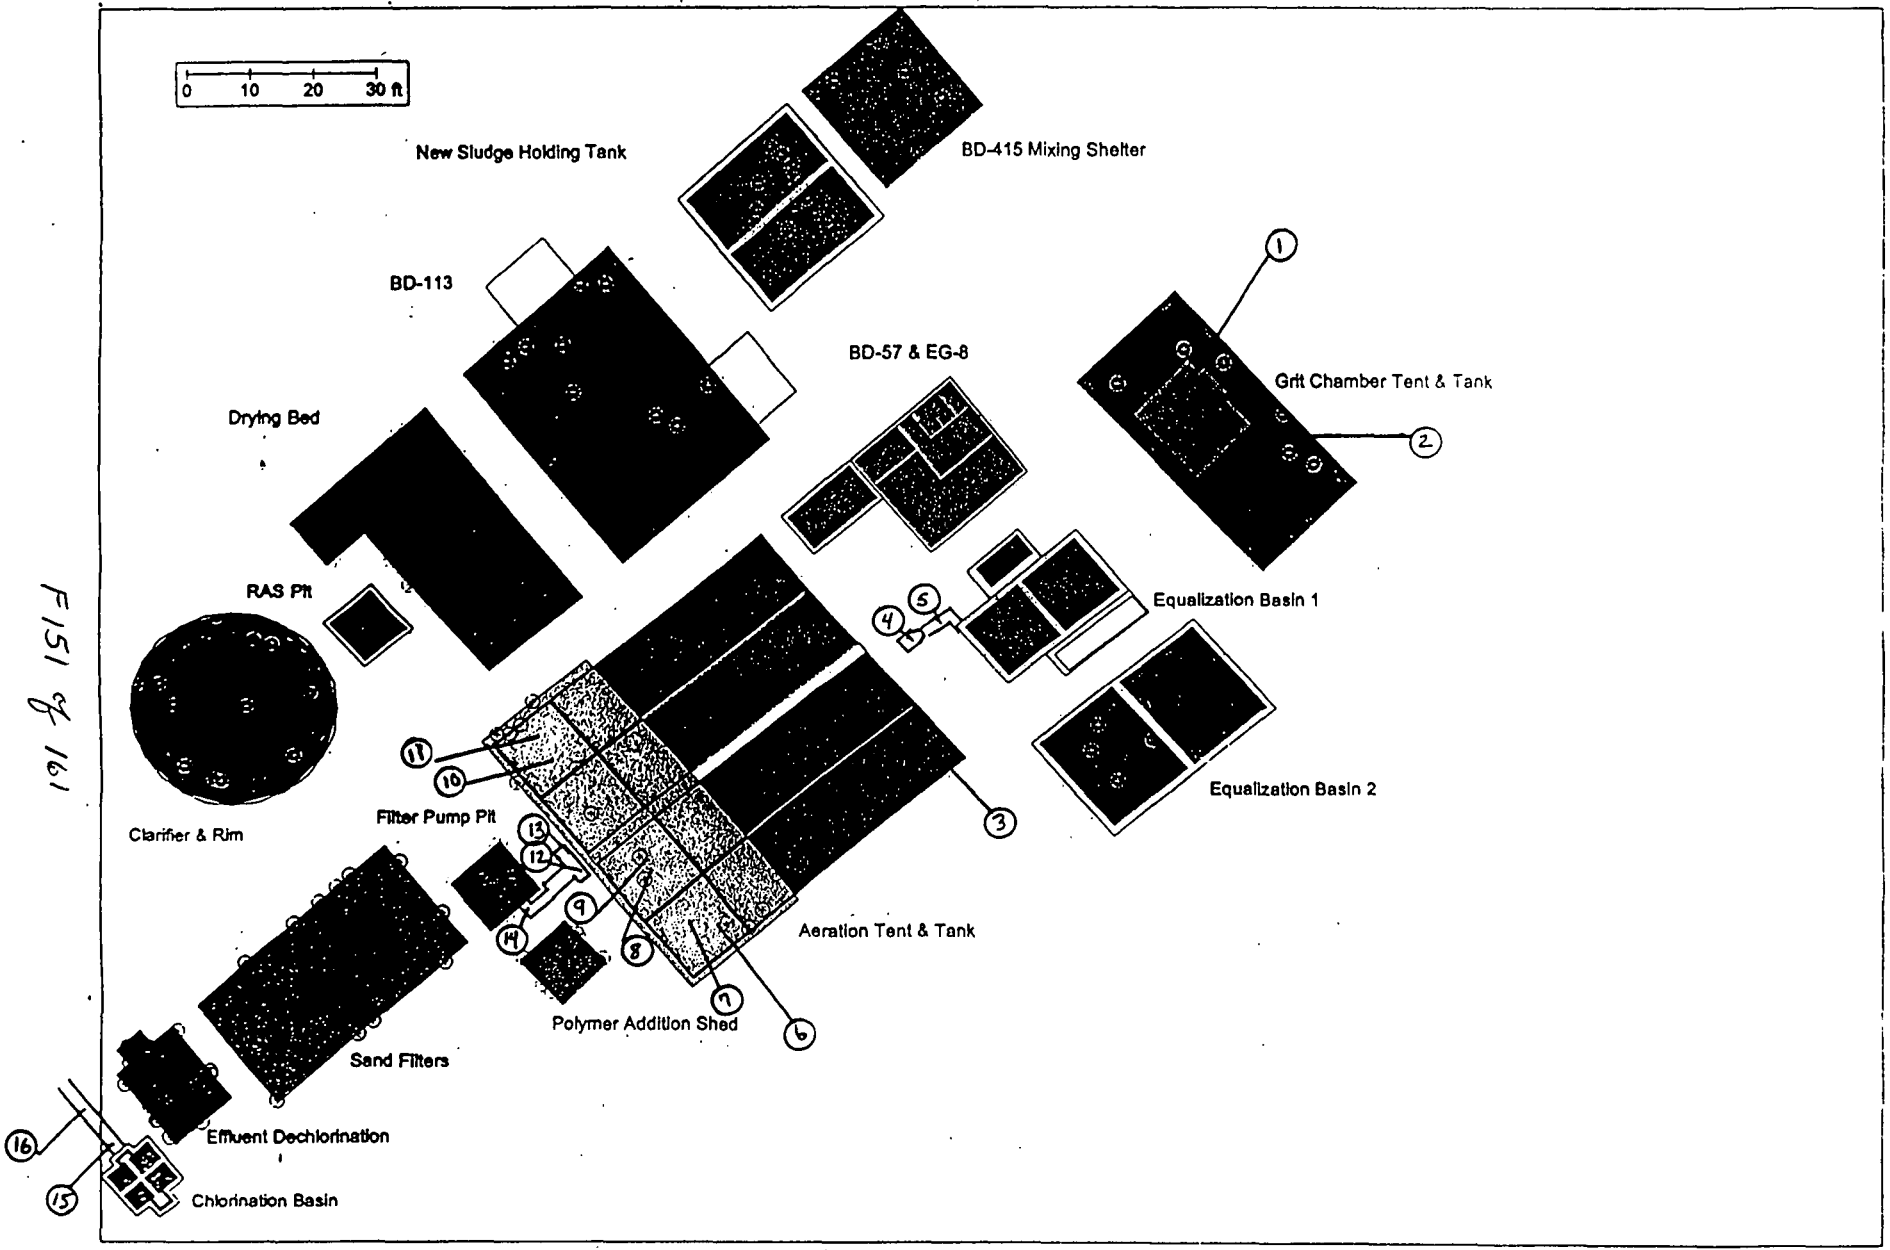 0 10 20 30 ft
New Sludge Holding Tank
BD-415 Mixing Shelter
1
BD-113
BD-57 & EG-8
Grit Chamber Tent & Tank
2
Drying Bed
RAS Pit
5
4
Equalization Basin 1
F151 of 161
11
10
Equalization Basin 2
Filter Pump Pit
13
3
Clarifier & Rim
12
9
14
8
Aeration Tent & Tank
7
Polymer Addition Shed
6
Sand Filters
Effluent Dechlorination
16
15
Chlorination Basin